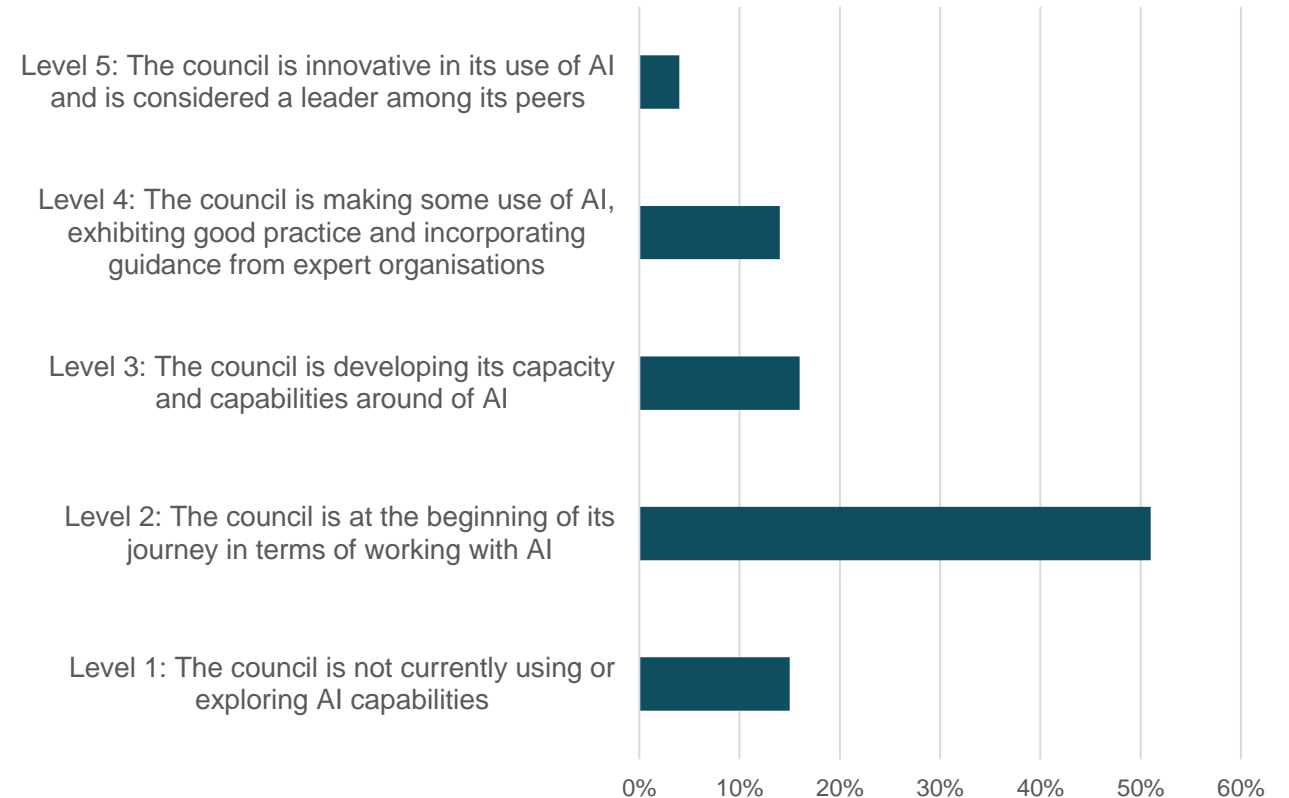 Level 5: The council is innovative in its use of AI
and is considered a leader among its peers
Level 4: The council is making some use of AI,
exhibiting good practice and incorporating
guidance from expert organisations
Level 3: The council is developing its capacity
and capabilities around of AI
Level 2: The council is at the beginning of its
journey in terms of working with AI
Level 1: The council is not currently using or
exploring AI capabilities
0% 10% 20% 30% 40% 50% 60%